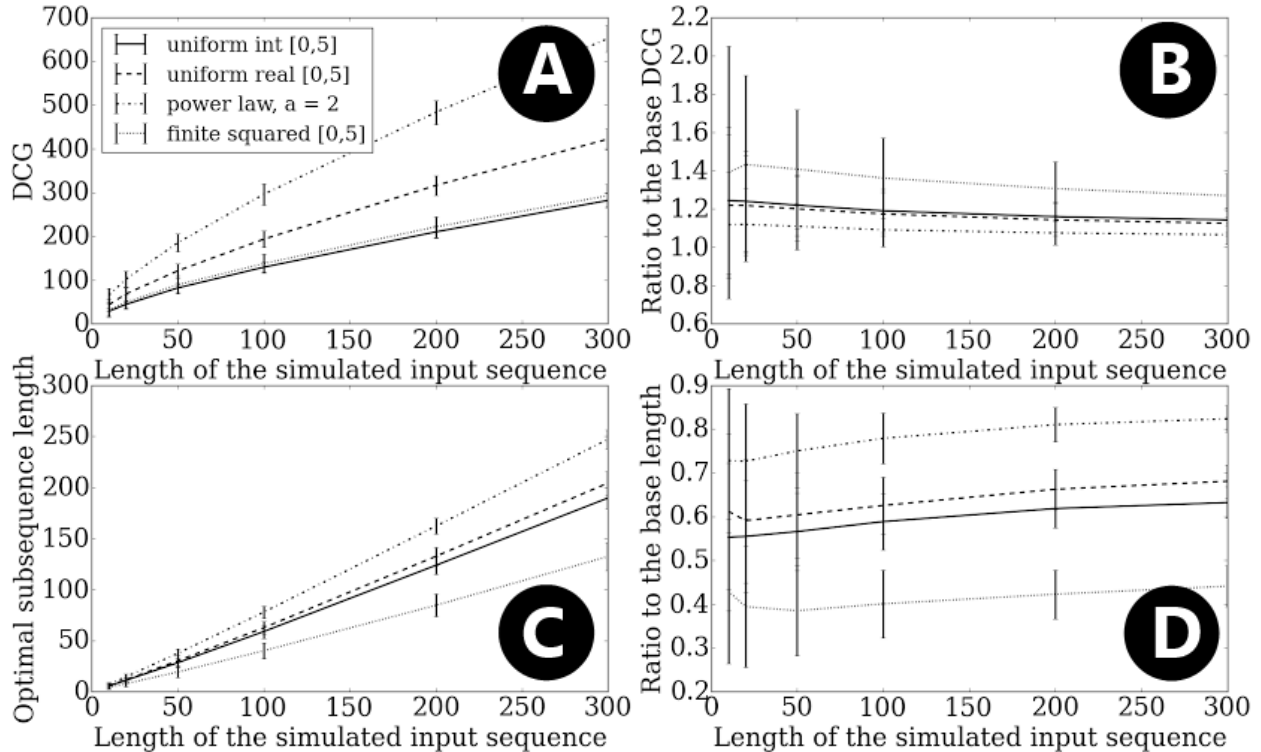 700
600
500
400
300
200
100
0
DCG
uniform int [0,5]
uniform real [0,5]
power law, a = 2
finite squared [0,5]
A
0 50 100 150 200 250 300
Length of the simulated input sequence
2.2
2.0
1.8
1.6
1.4
1.2
1.0
0.8
0.6
Ratio to the base DCG
B
0 50 100 150 200 250 300
Length of the simulated input sequence
300
250
200
150
100
50
0
Optimal subsequence length
C
0 50 100 150 200 250 300
Length of the simulated input sequence
0.9
0.8
0.7
0.6
0.5
0.4
0.3
0.2
Ratio to the base length
D
0 50 100 150 200 250 300
Length of the simulated input sequence